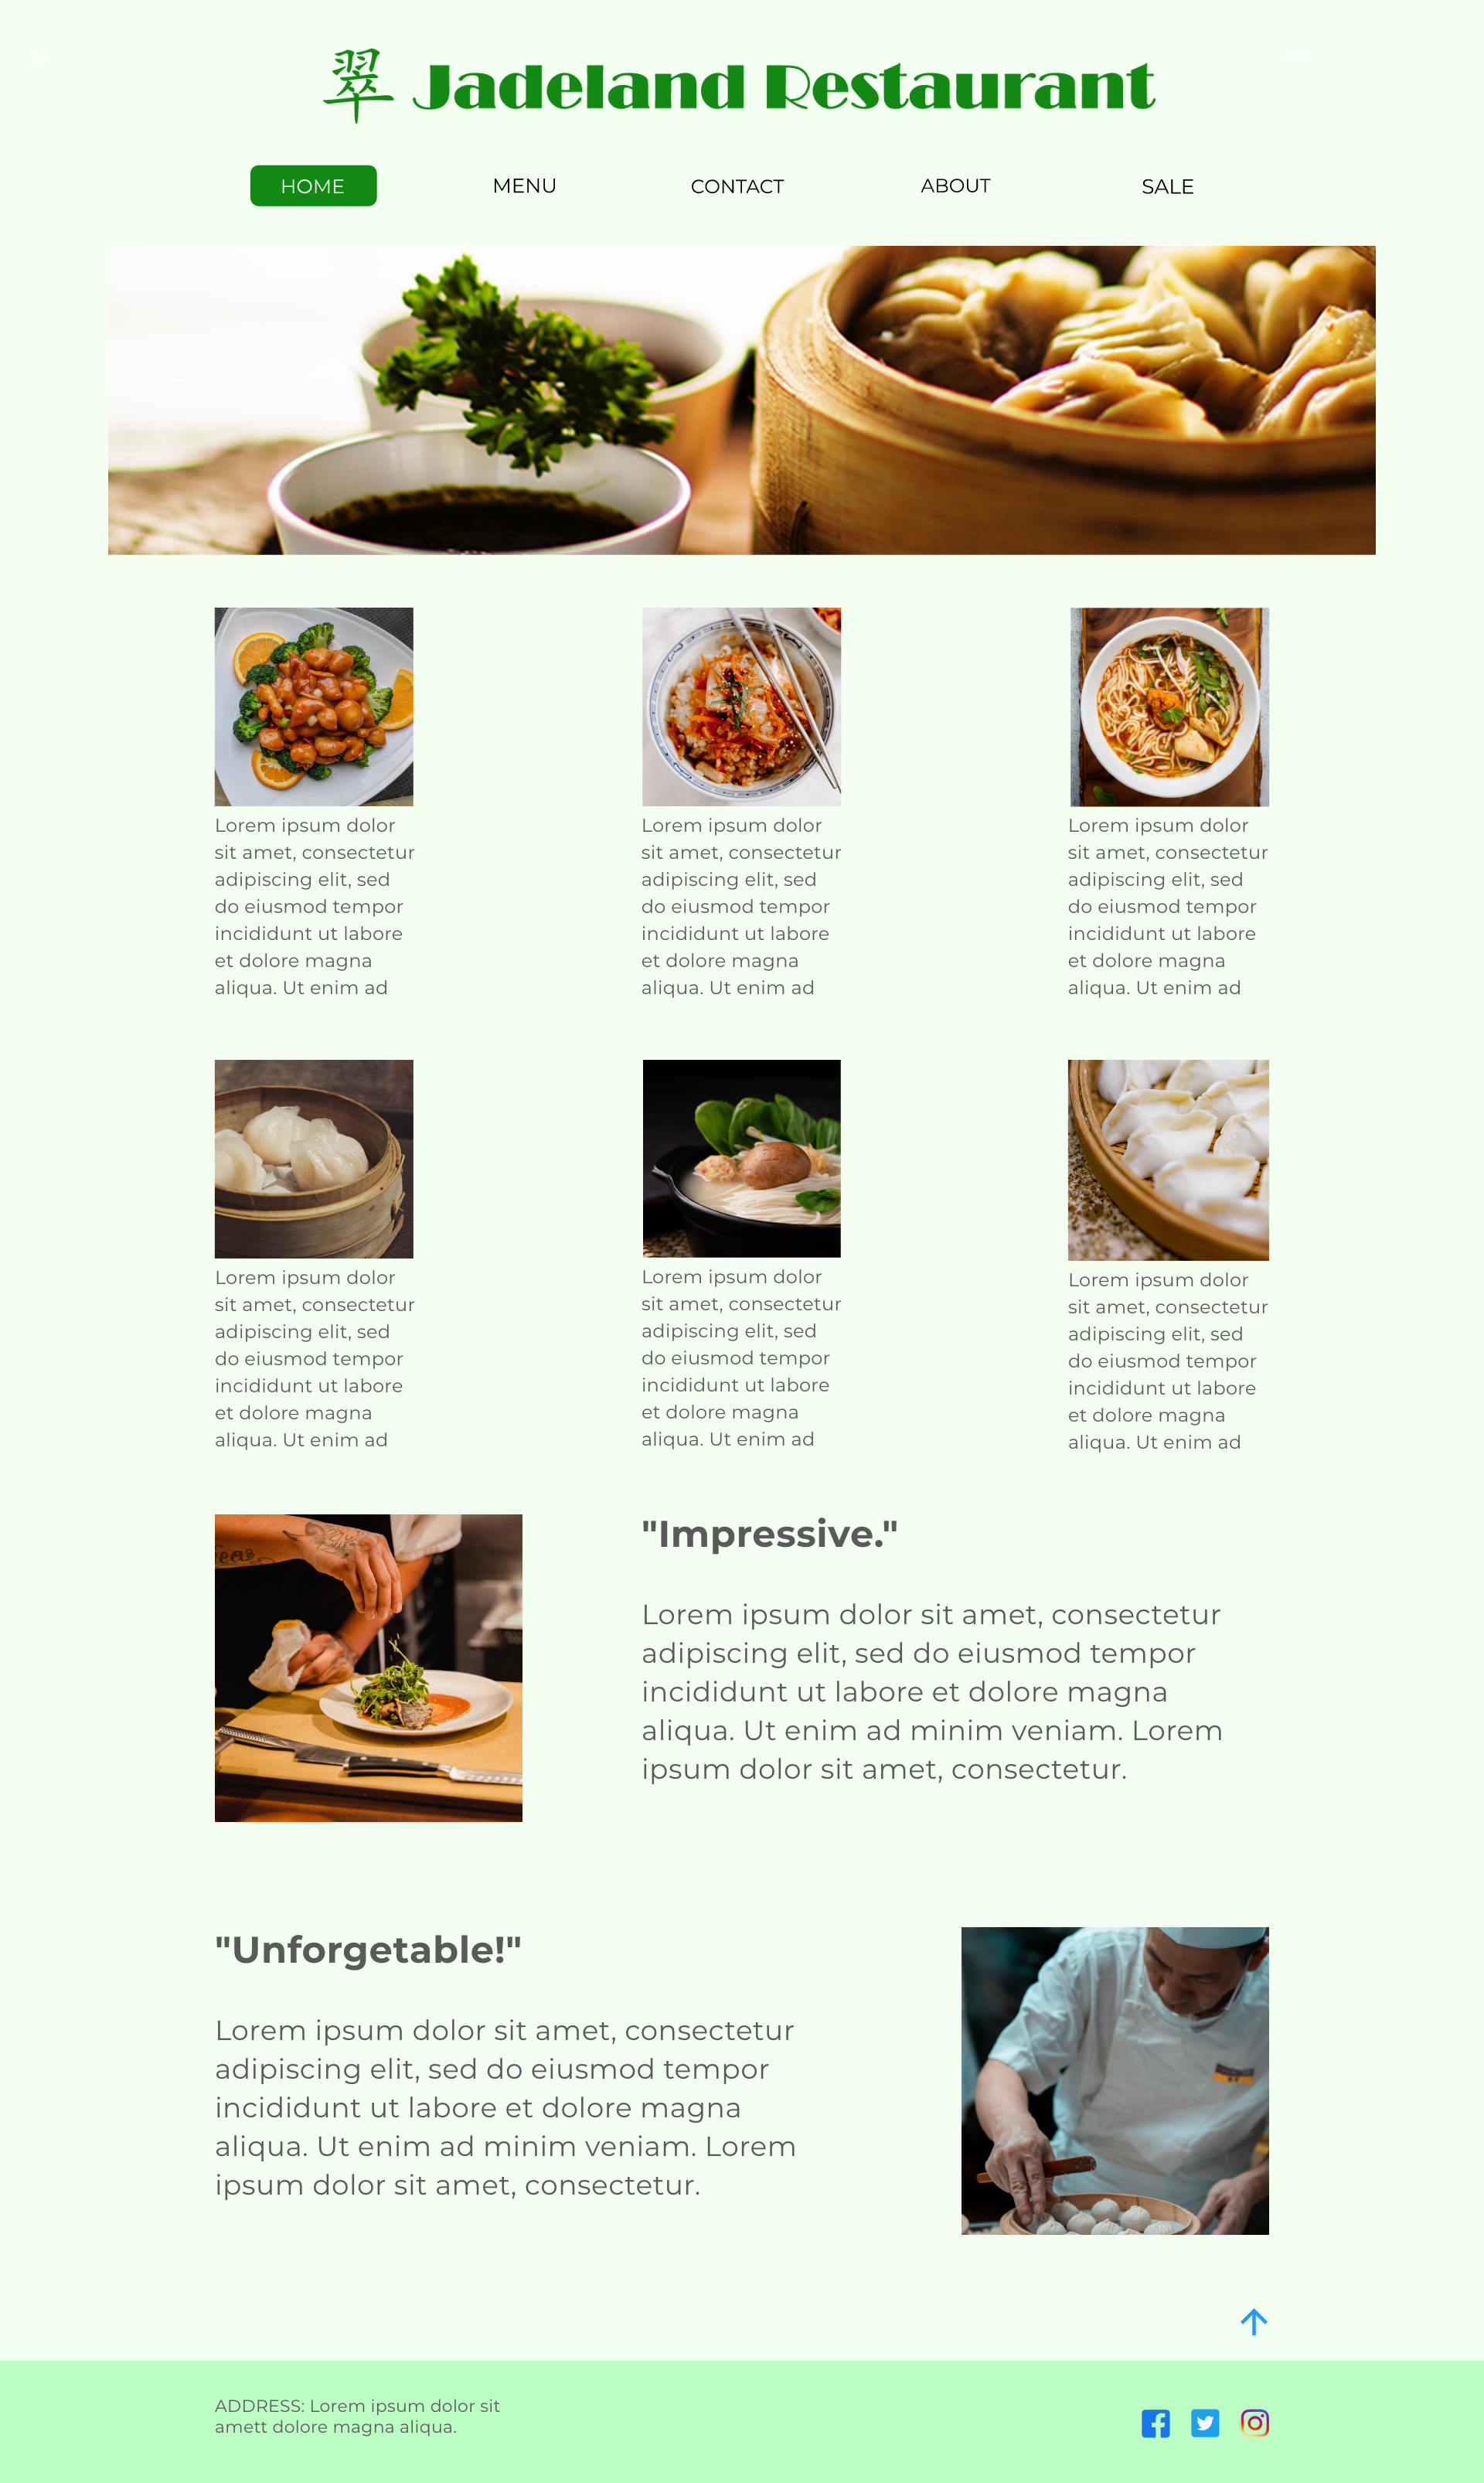 翠 Jadeland Restaurant
HOME MENU CONTACT ABOUT SALE
Lorem ipsum dolor
sit amet, consectetur
adipiscing elit, sed
do eiusmod tempor
incididunt ut labore
et dolore magna
aliqua. Ut enim ad
Lorem ipsum dolor
sit amet, consectetur
adipiscing elit, sed
do eiusmod tempor
incididunt ut labore
et dolore magna
aliqua. Ut enim ad
Lorem ipsum dolor
sit amet, consectetur
adipiscing elit, sed
do eiusmod tempor
incididunt ut labore
et dolore magna
aliqua. Ut enim ad
Lorem ipsum dolor
sit amet, consectetur
adipiscing elit, sed
do eiusmod tempor
incididunt ut labore
et dolore magna
aliqua. Ut enim ad
Lorem ipsum dolor
sit amet, consectetur
adipiscing elit, sed
do eiusmod tempor
incididunt ut labore
et dolore magna
aliqua. Ut enim ad
Lorem ipsum dolor
sit amet, consectetur
adipiscing elit, sed
do eiusmod tempor
incididunt ut labore
et dolore magna
aliqua. Ut enim ad
"Impressive."
Lorem ipsum dolor sit amet, consectetur
adipiscing elit, sed do eiusmod tempor
incididunt ut labore et dolore magna
aliqua. Ut enim ad minim veniam. Lorem
ipsum dolor sit amet, consectetur.
"Unforgetable!"
Lorem ipsum dolor sit amet, consectetur
adipiscing elit, sed do eiusmod tempor
incididunt ut labore et dolore magna
aliqua. Ut enim ad minim veniam. Lorem
ipsum dolor sit amet, consectetur.
ADDRESS: Lorem ipsum dolor sit
amett dolore magna aliqua.